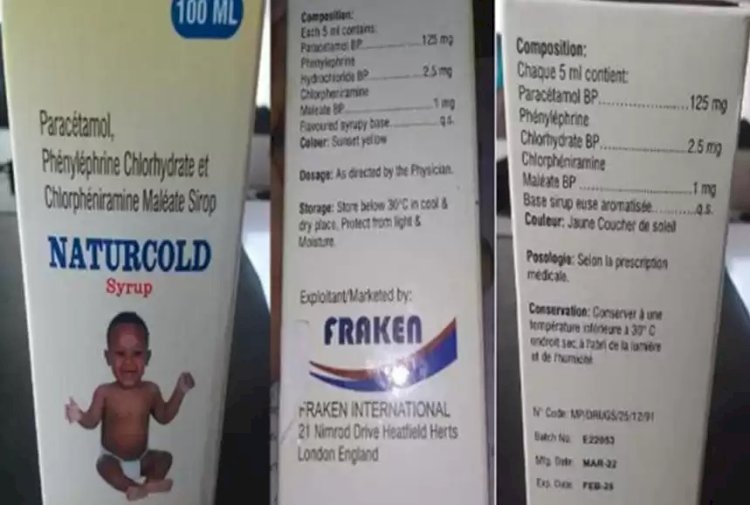 100 ML
Paracétamol,
Phényléphrine Chlorhydrate et
Chlorphéniramine Maléate Sirop
NATURCOLD
Syrup
Composition:
Each 5 ml contains:
Paracetamol BP............125 mg
Phenylephrine
Hydrochloride BP............2.5 mg
Chlorpheniramine
Maleate BP............1 mg
Flavoured syrupy base............q.s.
Colour: Sunset yellow
Dosage: As directed by the Physician.
Storage: Store below 30°C in cool &
dry place, Protect from light &
Moisture.
Exploitant/Marketed by:
FRAKEN
FRAKEN INTERNATIONAL
21 Nimrod Drive Heatfield Herts
London England
Composition:
Chaque 5 ml contient:
Paracétamol BP............125 mg
Phényléphrine
Chlorhydrate BP............2.5 mg
Chlorphéniramine
Maléate BP............1 mg
Base sirup euse aromatisée............q.s.
Couleur: Jaune Coucher de soleil
Posologie: Selon la prescription
médicale.
Conservation: Conserver à une
température inférieure à 30° C
endroit sec, à l'abri de la lumière
et de l'humicité.
N° Code: MP/DRUGS/25/12/91
Batch No. E22053
Mfg. Date: MAR-22
Exp. Date: FEB-25